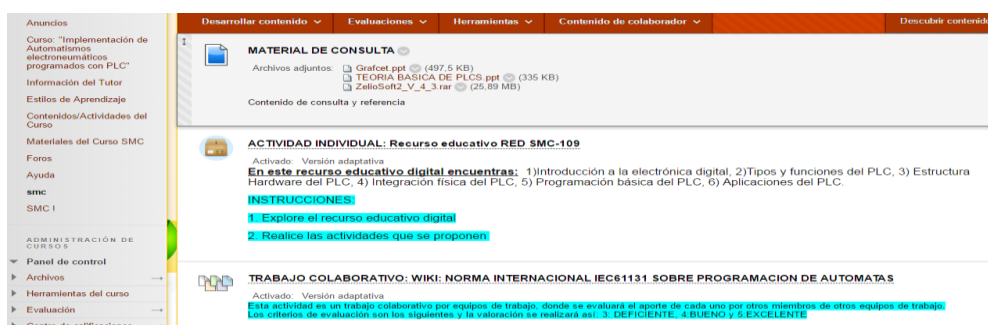 Anuncios
Curso: "Implementación de
Automatismos
electroneumáticos
programados con PLC"
Información del Tutor
Estilos de Aprendizaje
Contenidos/Actividades del
Curso
Materiales del Curso SMC
Foros
Ayuda
smc
SMC I
ADMINISTRACIÓN DE
CURSOS
Panel de control
Archivos
Herramientas del curso
Evaluación
Centro de calificaciones
Desarrollar contenido
Evaluaciones
Herramientas
Contenido de colaborador
Descubrir contenido
1
MATERIAL DE CONSULTA
Archivos adjuntos: Grafcet.ppt (497,5 KB)
TEORIA BASICA DE PLCS.ppt (335 KB)
ZelioSoft2_V_4_3.rar (25,89 MB)
Contenido de consulta y referencia
ACTIVIDAD INDIVIDUAL: Recurso educativo RED SMC-109
Activado: Versión adaptativa
En este recurso educativo digital encuentras: 1)Introducción a la electrónica digital, 2)Tipos y funciones del PLC, 3) Estructura
Hardware del PLC, 4) Integración física del PLC, 5) Programación básica del PLC, 6) Aplicaciones del PLC.
INSTRUCCIONES:
1. Explore el recurso educativo digital
2. Realice las actividades que se proponen
TRABAJO COLABORATIVO: WIKI: NORMA INTERNACIONAL IEC61131 SOBRE PROGRAMACION DE AUTOMATAS
Activado: Versión adaptativa
Esta actividad es un trabajo colaborativo por equipos de trabajo, donde se evaluará el aporte de cada uno por otros miembros de otros equipos de trabajo.
Los criterios de evaluación son los siguientes y la valoración se realizará así: 3: DEFICIENTE, 4:BUENO y 5:EXCELENTE